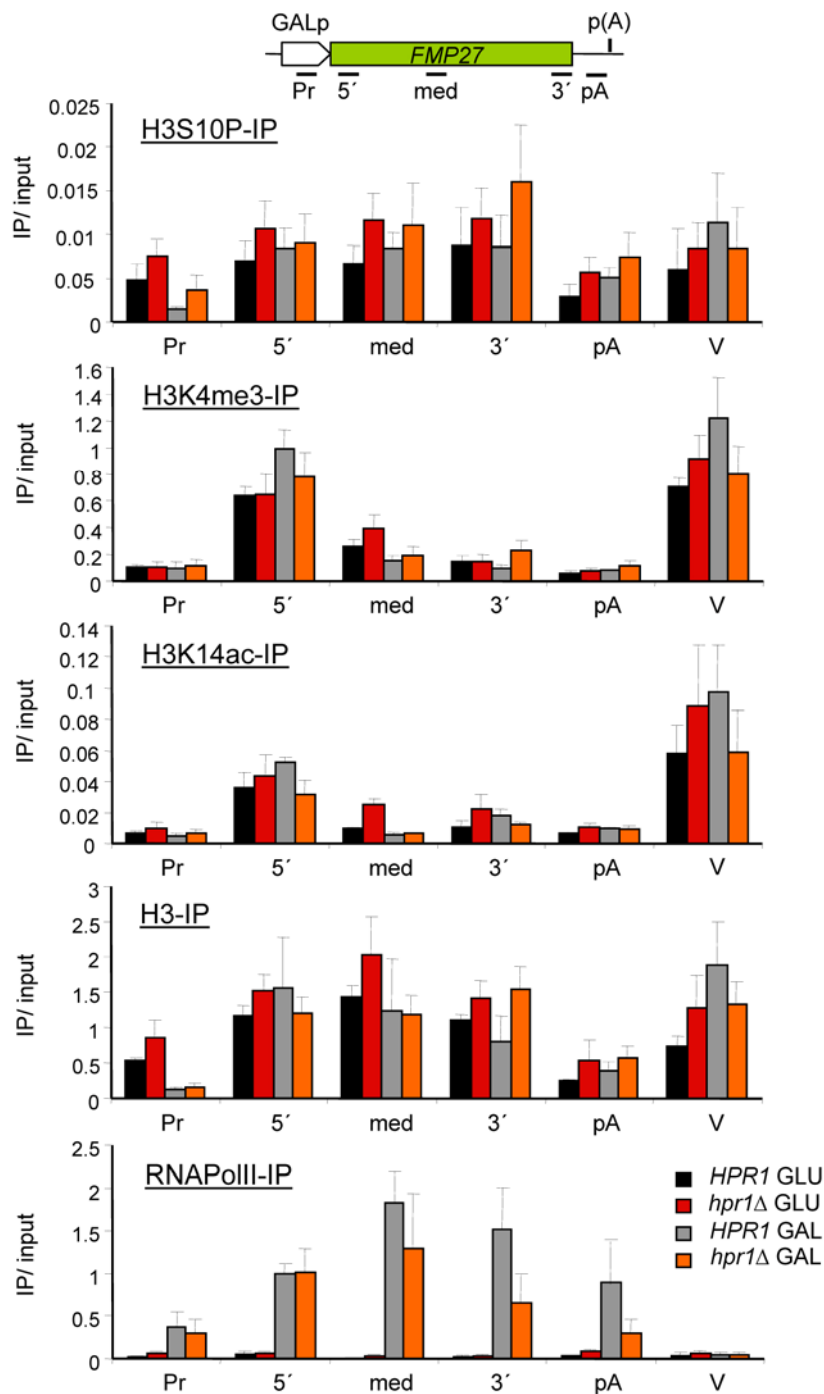 GALp
p(A)
FMP27
Pr 5´ med 3´ pA
H3S10P-IP
IP/ input
0.025
0.02
0.015
0.01
0.05
0
Pr 5´ med 3´ pA V
H3K4me3-IP
IP/ input
1.6
1.4
1.2
1
0.8
0.6
0.4
0.2
0
Pr 5´ med 3´ pA V
H3K14ac-IP
IP/ input
0.14
0.12
0.1
0.08
0.06
0.04
0.02
0
Pr 5´ med 3´ pA V
H3-IP
IP/ input
3
2.5
2
1.5
1
0.5
0
Pr 5´ med 3´ pA V
RNAPolII-IP
IP/ input
2.5
2
1.5
1
0.5
0
Pr 5´ med 3´ pA V
HPR1 GLU
hpr1Δ GLU
HPR1 GAL
hpr1Δ GAL